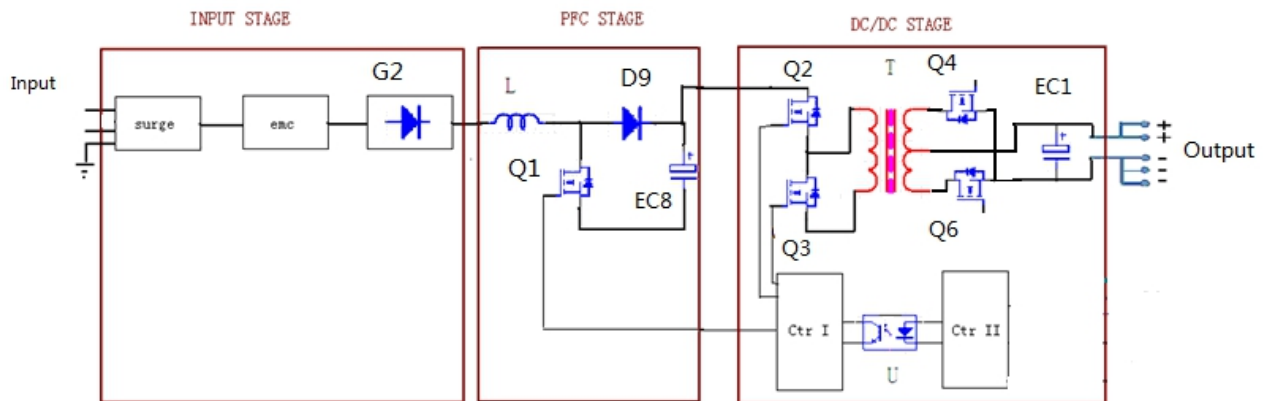 INPUT STAGE
PFC STAGE
DC/DC STAGE
Input
G2
L
D9
Q2
T
Q4
EC1
surge
emc
+
+
-
-
-
Output
Q1
EC8
Q3
Q6
Ctr I
Ctr II
U